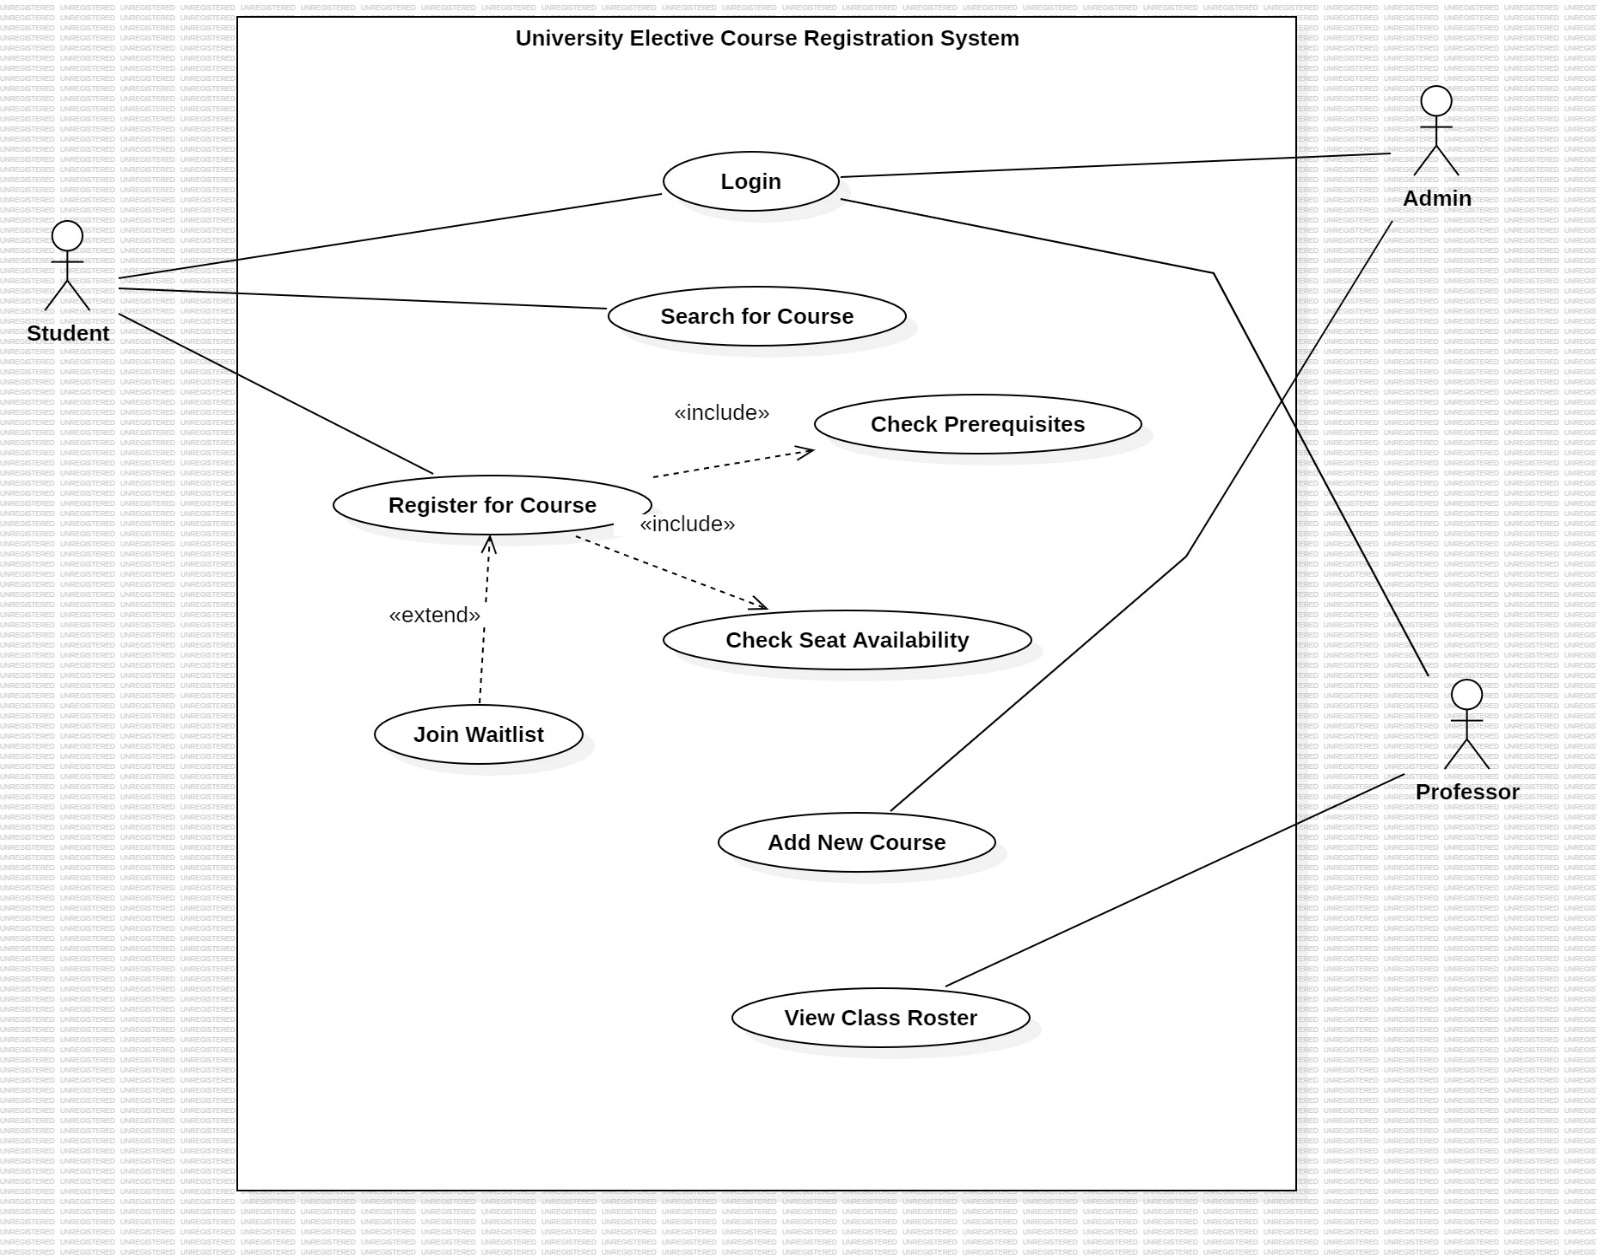 University Elective Course Registration System
Login
Admin
Student
Search for Course
«include»
Check Prerequisites
Register for Course
«include»
«extend»
Check Seat Availability
Join Waitlist
Professor
Add New Course
View Class Roster
UNREGISTERED